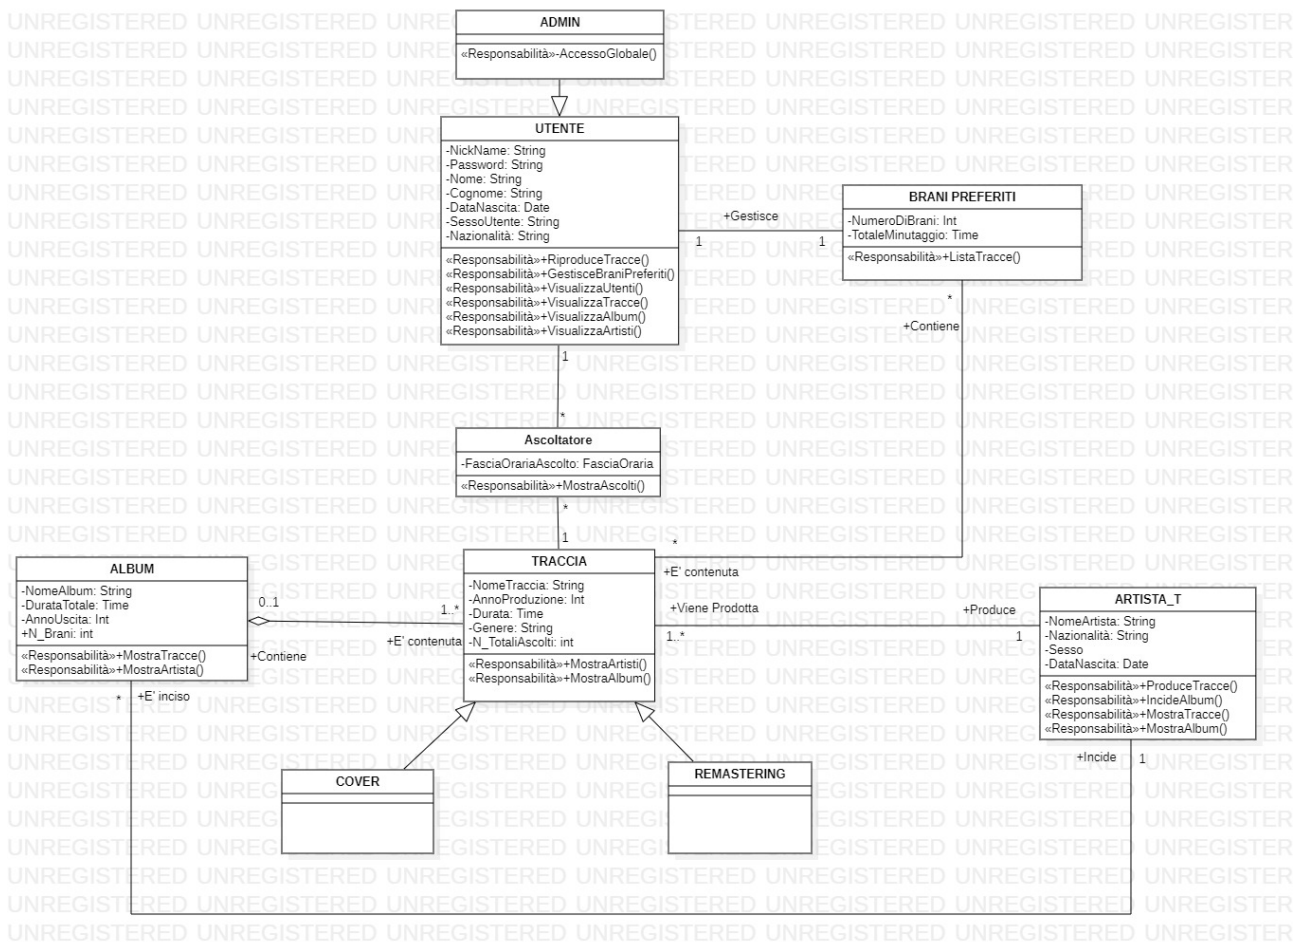 ADMIN
«Responsabilità»-AccessoGlobale()
UTENTE
-NickName: String
-Password: String
-Nome: String
-Cognome: String
-DataNascita: Date
-SessoUtente: String
-Nazionalità: String
«Responsabilità»+RiproduceTracce()
«Responsabilità»+GestisceBraniPreferiti()
«Responsabilità»+VisualizzaUtenti()
«Responsabilità»+VisualizzaTracce()
«Responsabilità»+VisualizzaAlbum()
«Responsabilità»+VisualizzaArtisti()
+Gestisce
1
1
BRANI PREFERITI
-NumeroDiBrani: Int
-TotaleMinutaggio: Time
«Responsabilità»+ListaTracce()
*
+Contiene
1
*
Ascoltatore
-FasciaOrariaAscolto: FasciaOraria
«Responsabilità»+MostraAscolti()
*
1
*
+E' contenuta
ALBUM
-NomeAlbum: String
-DurataTotale: Time
-AnnoUscita: Int
+N_Brani: int
«Responsabilità»+MostraTracce()
«Responsabilità»+MostraArtista()
0..1
+Contiene
1..*
+E' contenuta
TRACCIA
-NomeTraccia: String
-AnnoProduzione: Int
-Durata: Time
-Genere: String
-N_TotaliAscolti: int
«Responsabilità»+MostraArtisti()
«Responsabilità»+MostraAlbum()
+Viene Prodotta
1..*
+Produce
1
ARTISTA_T
-NomeArtista: String
-Nazionalità: String
-Sesso
-DataNascita: Date
«Responsabilità»+ProduceTracce()
«Responsabilità»+IncideAlbum()
«Responsabilità»+MostraTracce()
«Responsabilità»+MostraAlbum()
*
+E' inciso
+Incide
1
COVER
REMASTERING
UNREGISTERED